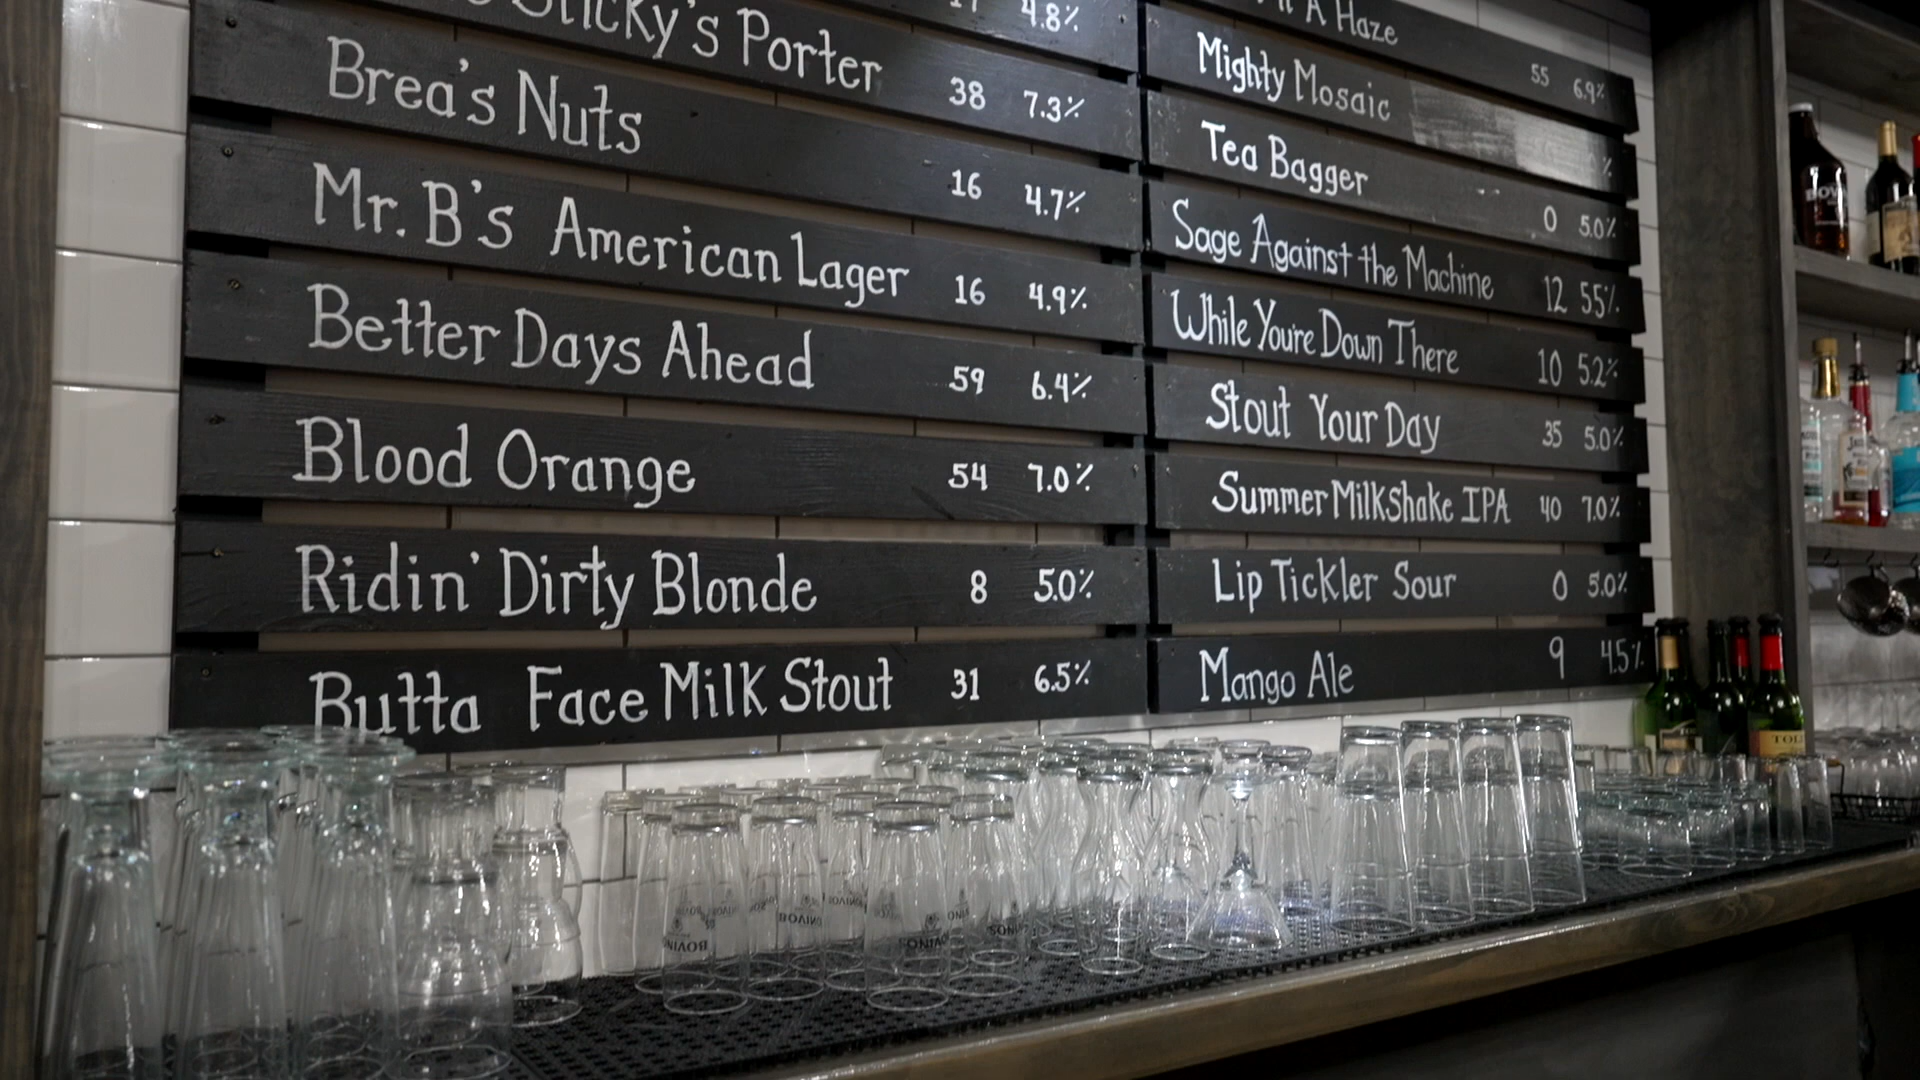 17 4.8%
Sticky's Porter 38 7.3%
Brea's Nuts 16 4.7%
Mr. B's American Lager 16 4.9%
Better Days Ahead 59 6.4%
Blood Orange 54 7.0%
Ridin' Dirty Blonde 8 5.0%
Butta Face Milk Stout 31 6.5%
A Haze 55 6.9%
Mighty Mosaic %
Tea Bagger 0 5.0%
Sage Against the Machine 12 55%
While You're Down There 10 5.2%
Stout Your Day 35 5.0%
Summer Milkshake IPA 40 7.0%
Lip Tickler Sour 0 5.0%
Mango Ale 9 4.5%